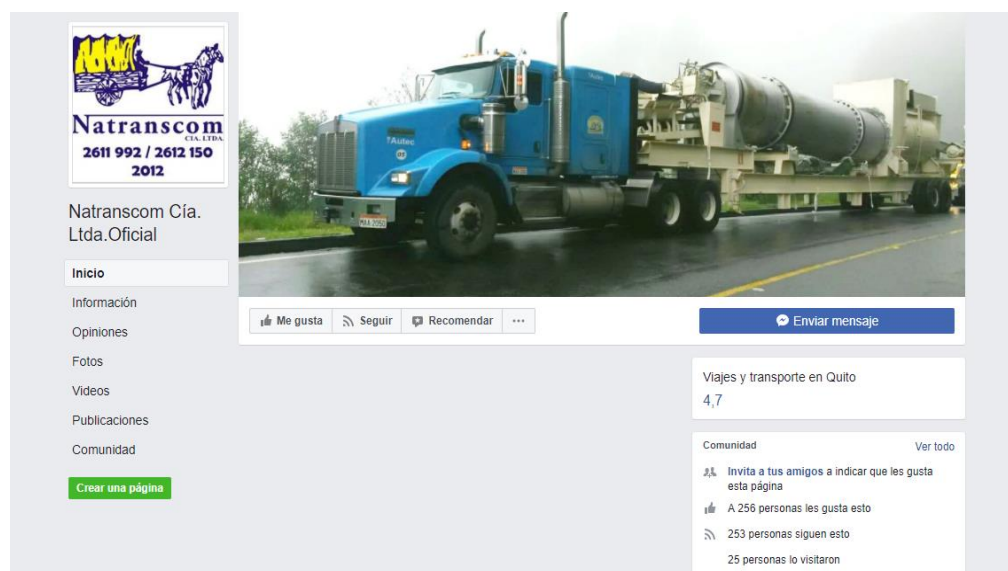 Natranscom
CIA. LTDA.
2611 992 / 2612 150
2012
Natranscom Cía.
Ltda.Oficial
Inicio
Información
Opiniones
Fotos
Videos
Publicaciones
Comunidad
Crear una página
Me gusta
Seguir
Recomendar
Enviar mensaje
Viajes y transporte en Quito
4,7
Comunidad
Ver todo
Invita a tus amigos a indicar que les gusta
esta página
A 256 personas les gusta esto
253 personas siguen esto
25 personas lo visitaron